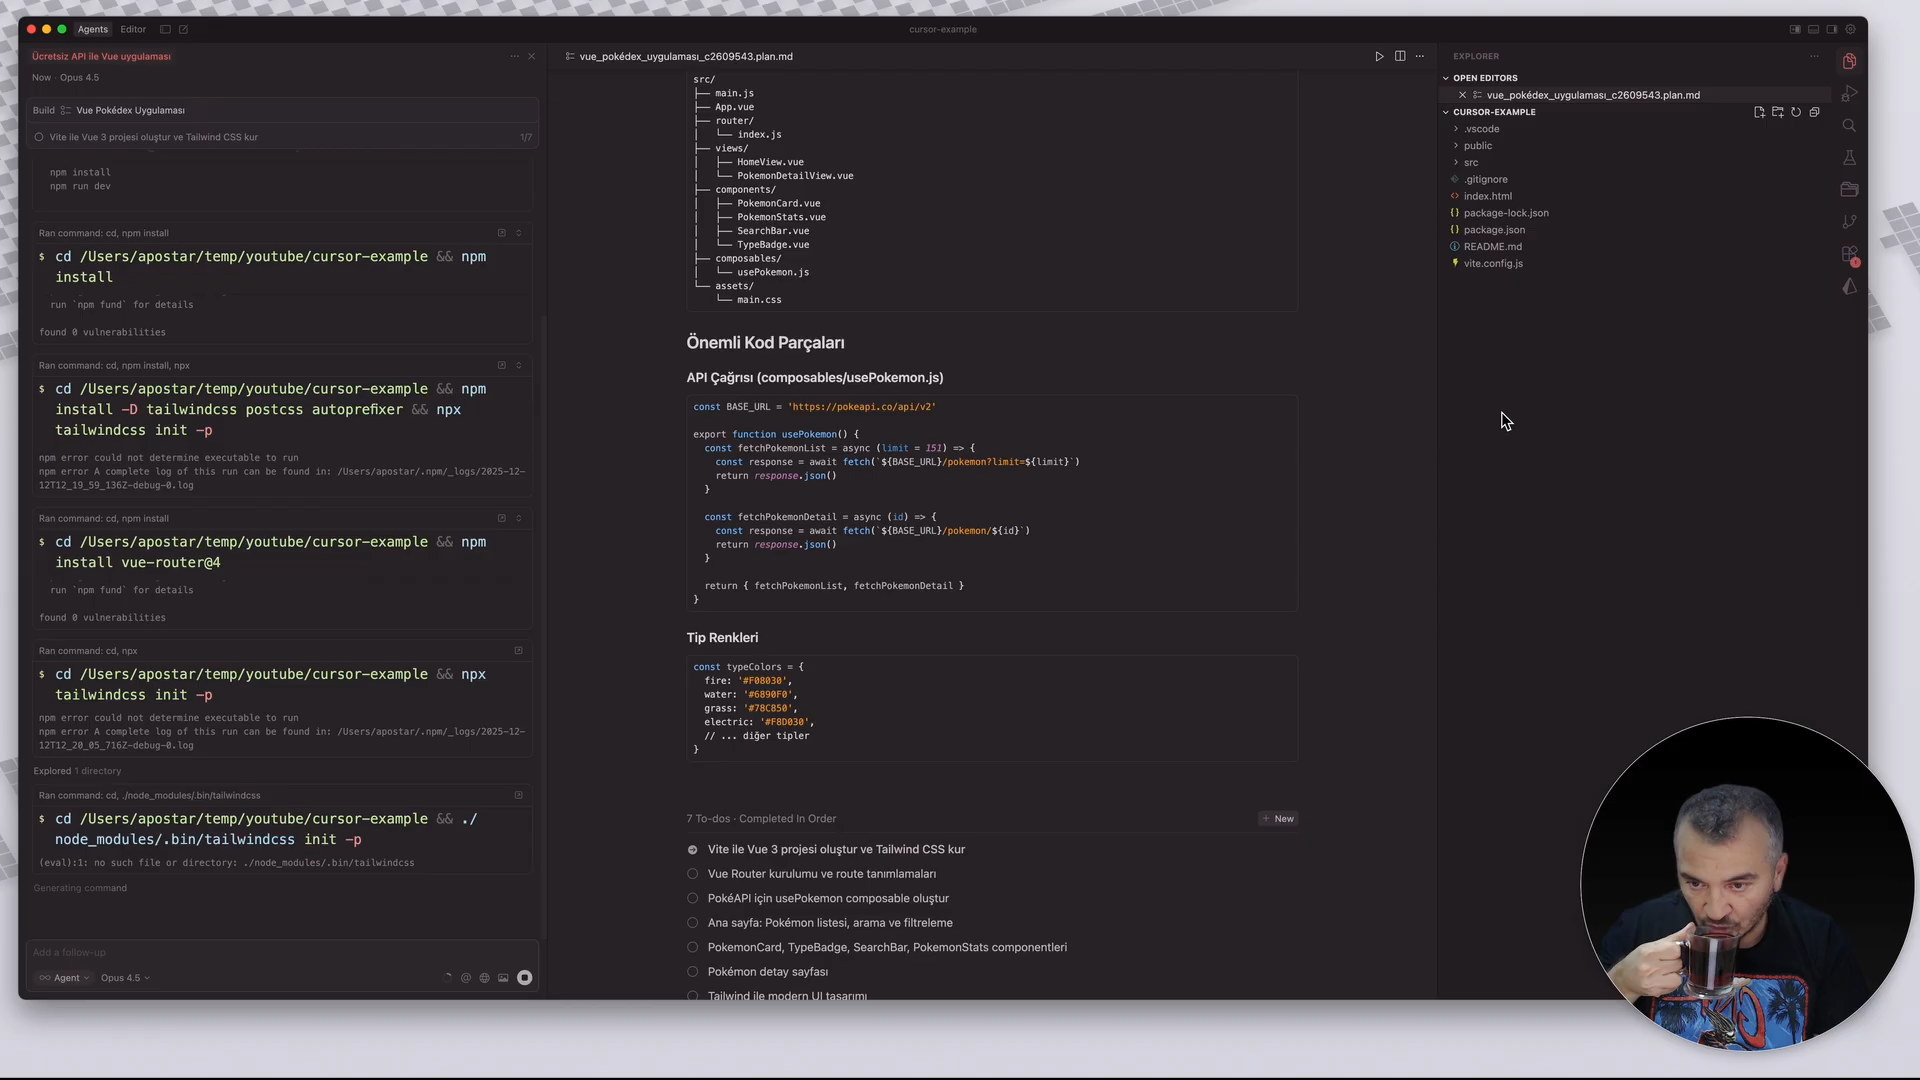 Agents Editor
cursor-example
Ücretsiz API ile Vue uygulaması
Now · Opus 4.5
Build Vue Pokédex Uygulaması
Vite ile Vue 3 projesi oluştur ve Tailwind CSS kur 1/7
npm install
npm run dev
Ran command: cd, npm install
$ cd /Users/apostar/temp/youtube/cursor-example && npm
install
run `npm fund` for details
found 0 vulnerabilities
Ran command: cd, npm install, npx
$ cd /Users/apostar/temp/youtube/cursor-example && npm
install -D tailwindcss postcss autoprefixer && npx
tailwindcss init -p
npm error could not determine executable to run
npm error A complete log of this run can be found in: /Users/apostar/.npm/_logs/2025-12-
12T12_19_59_136Z-debug-0.log
Ran command: cd, npm install
$ cd /Users/apostar/temp/youtube/cursor-example && npm
install vue-router@4
run `npm fund` for details
found 0 vulnerabilities
Ran command: cd, npx
$ cd /Users/apostar/temp/youtube/cursor-example && npx
tailwindcss init -p
npm error could not determine executable to run
npm error A complete log of this run can be found in: /Users/apostar/.npm/_logs/2025-12-
12T12_20_05_716Z-debug-0.log
Explored 1 directory
Ran command: cd, ./node_modules/.bin/tailwindcss
$ cd /Users/apostar/temp/youtube/cursor-example && ./
node_modules/.bin/tailwindcss init -p
(eval):1: no such file or directory: ./node_modules/.bin/tailwindcss
Generating command
Add a follow-up
Agent Opus 4.5
vue_pokédex_uygulaması_c2609543.plan.md
src/
├── main.js
├── App.vue
├── router/
│   └── index.js
├── views/
│   ├── HomeView.vue
│   └── PokemonDetailView.vue
├── components/
│   ├── PokemonCard.vue
│   ├── PokemonStats.vue
│   ├── SearchBar.vue
│   └── TypeBadge.vue
├── composables/
│   └── usePokemon.js
└── assets/
    └── main.css
Önemli Kod Parçaları
API Çağrısı (composables/usePokemon.js)
const BASE_URL = 'https://pokeapi.co/api/v2'
export function usePokemon() {
  const fetchPokemonList = async (limit = 151) => {
    const response = await fetch(`${BASE_URL}/pokemon?limit=${limit}`)
    return response.json()
  }
  const fetchPokemonDetail = async (id) => {
    const response = await fetch(`${BASE_URL}/pokemon/${id}`)
    return response.json()
  }
  return { fetchPokemonList, fetchPokemonDetail }
}
Tip Renkleri
const typeColors = {
  fire: '#F08030',
  water: '#6890F0',
  grass: '#78C850',
  electric: '#F8D030',
  // ... diğer tipler
}
7 To-dos · Completed In Order
+ New
Vite ile Vue 3 projesi oluştur ve Tailwind CSS kur
Vue Router kurulumu ve route tanımlamaları
PokéAPI için usePokemon composable oluştur
Ana sayfa: Pokémon listesi, arama ve filtreleme
PokemonCard, TypeBadge, SearchBar, PokemonStats componentleri
Pokémon detay sayfası
Tailwind ile modern UI tasarımı
EXPLORER
OPEN EDITORS
vue_pokédex_uygulaması_c2609543.plan.md
CURSOR-EXAMPLE
.vscode
public
src
.gitignore
index.html
package-lock.json
package.json
README.md
vite.config.js